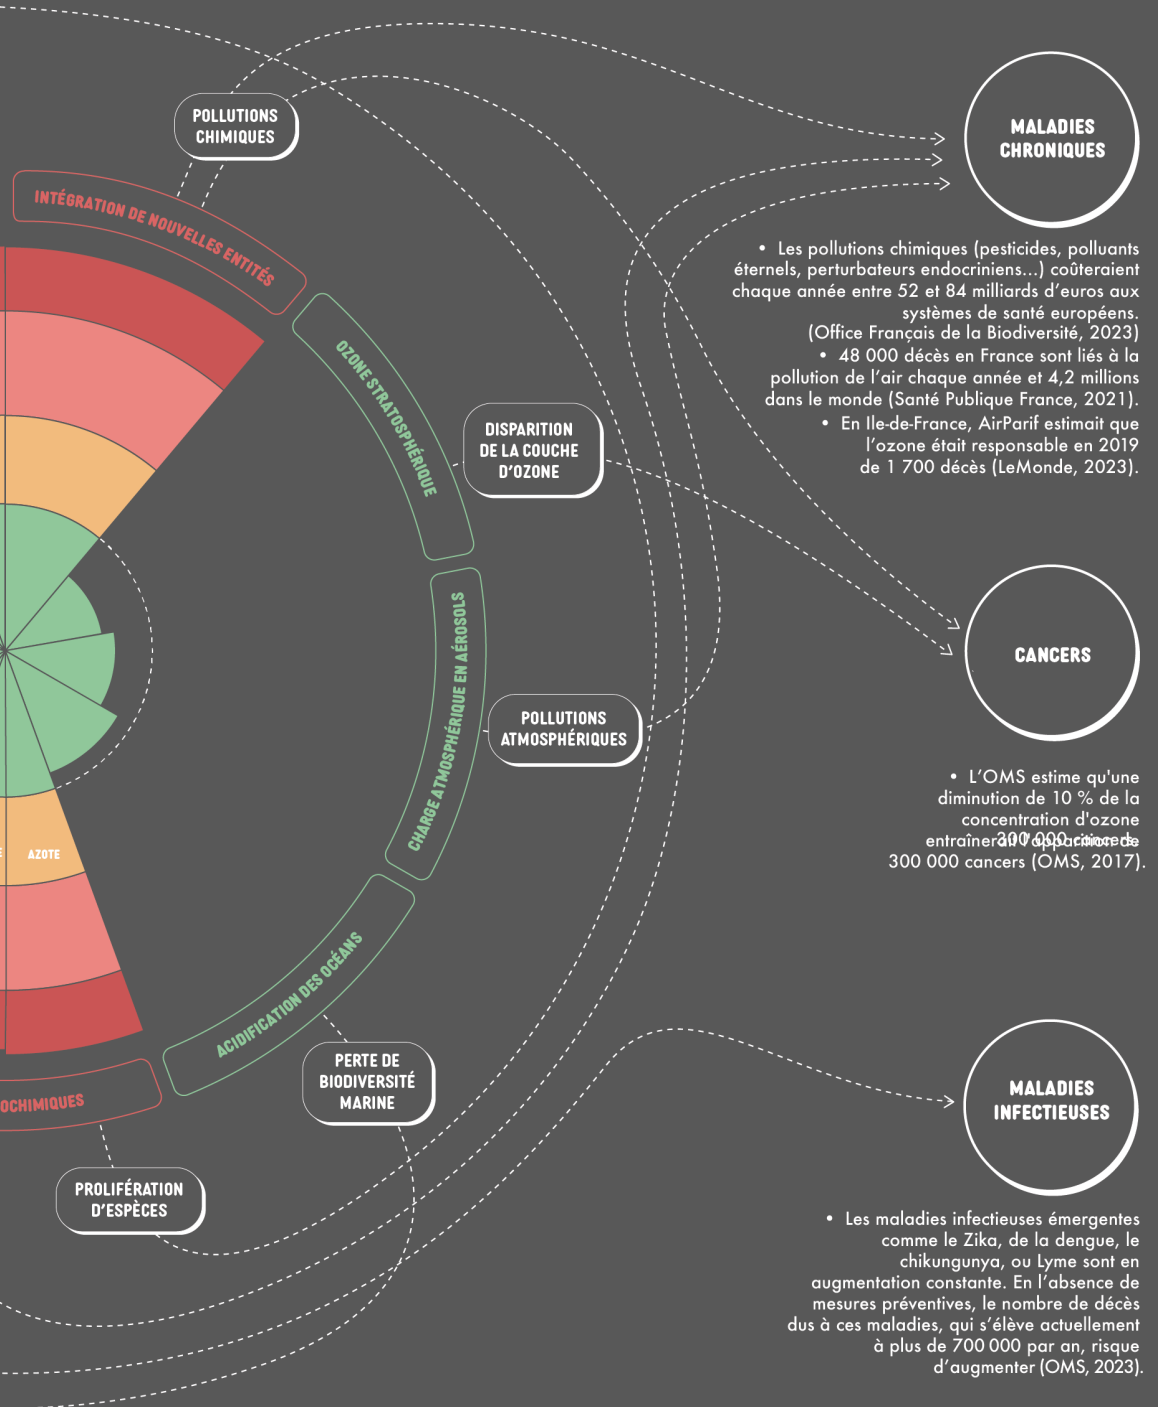 POLLUTIONS
CHIMIQUES
INTÉGRATION DE NOUVELLES ENTITÉS
OZONE STRATOSPHÉRIQUE
DISPARITION
DE LA COUCHE
D'OZONE
CHARGE ATMOSPHÉRIQUE EN AÉROSOLS
POLLUTIONS
ATMOSPHÉRIQUES
AZOTE
ACIDIFICATION DES OCÉANS
PERTE DE
BIODIVERSITÉ
MARINE
OCHIMIQUES
PROLIFÉRATION
D'ESPÈCES
MALADIES
CHRONIQUES
• Les pollutions chimiques (pesticides, polluants
éternels, perturbateurs endocriniens...) coûteraient
chaque année entre 52 et 84 milliards d'euros aux
systèmes de santé européens.
(Office Français de la Biodiversité, 2023)
• 48 000 décès en France sont liés à la
pollution de l'air chaque année et 4,2 millions
dans le monde (Santé Publique France, 2021).
• En Ile-de-France, AirParif estimait que
l'ozone était responsable en 2019
de 1 700 décès (LeMonde, 2023).
CANCERS
• L'OMS estime qu'une
diminution de 10 % de la
concentration d'ozone
300 000 cancers.
entraînerait l'apparition de
300 000 cancers (OMS, 2017).
MALADIES
INFECTIEUSES
• Les maladies infectieuses émergentes
comme le Zika, de la dengue, le
chikungunya, ou Lyme sont en
augmentation constante. En l'absence de
mesures préventives, le nombre de décès
dus à ces maladies, qui s'élève actuellement
à plus de 700 000 par an, risque
d'augmenter (OMS, 2023).